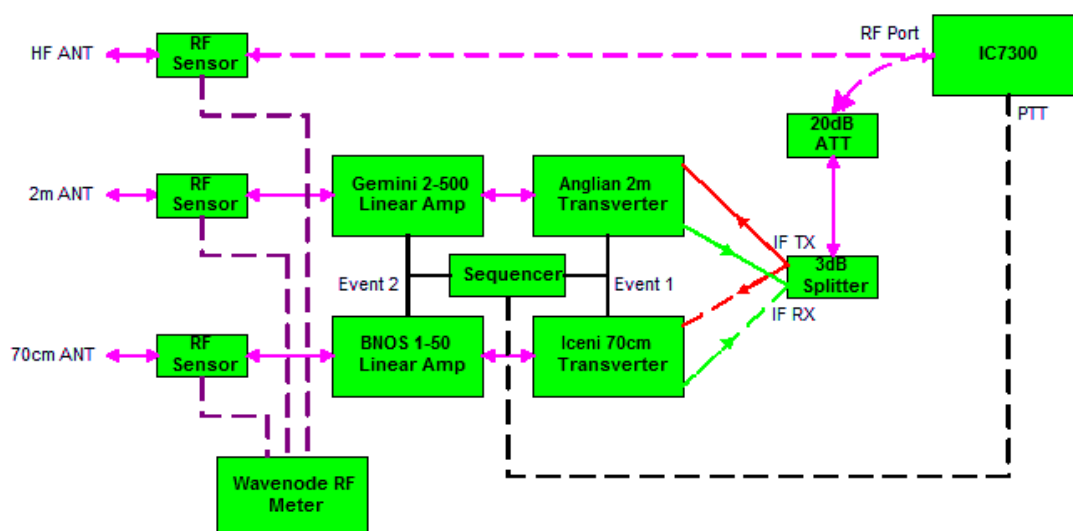 RF Port
HF ANT
RF
Sensor
IC7300
PTT
20dB
ATT
2m ANT
RF
Sensor
Gemini 2-500
Linear Amp
Anglian 2m
Transverter
IF TX
3dB
Splitter
IF RX
Event 2
Sequencer
Event 1
70cm ANT
RF
Sensor
BNOS 1-50
Linear Amp
Iceni 70cm
Transverter
Wavenode RF
Meter